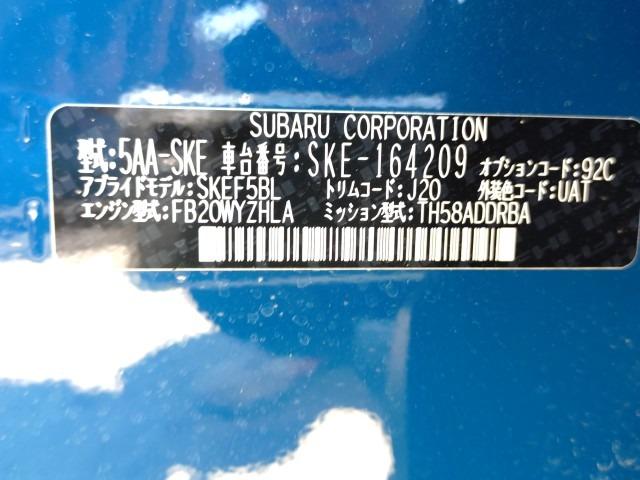 SUBARU CORPORATION
型式:5AA-SKE 車台番号:SKE-164209 オプションコード:92C
アプライドモデル:SKEF5BL トリムコード:J20 外装色コード:UAT
エンジン型式:FB20WYZHLA ミッション型式:TH58ADDRBA